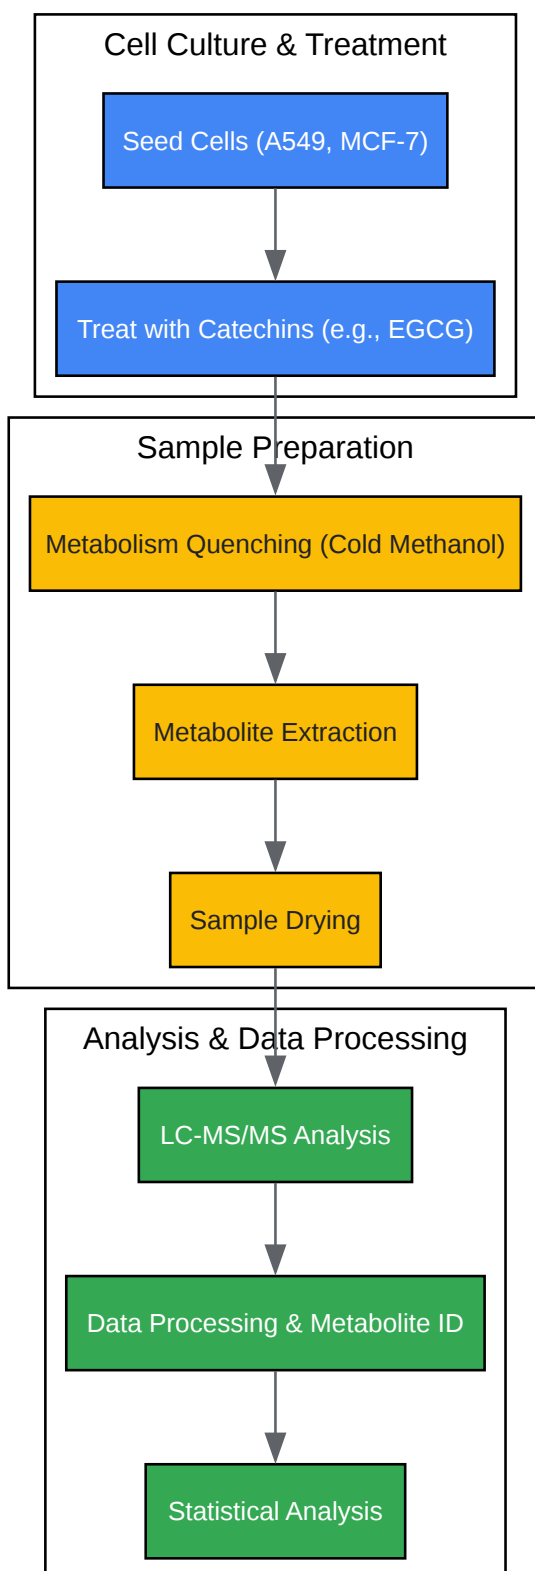 Cell Culture & Treatment
Seed Cells (A549, MCF-7)
Treat with Catechins (e.g., EGCG)
Sample Preparation
Metabolism Quenching (Cold Methanol)
Metabolite Extraction
Sample Drying
Analysis & Data Processing
LC-MS/MS Analysis
Data Processing & Metabolite ID
Statistical Analysis